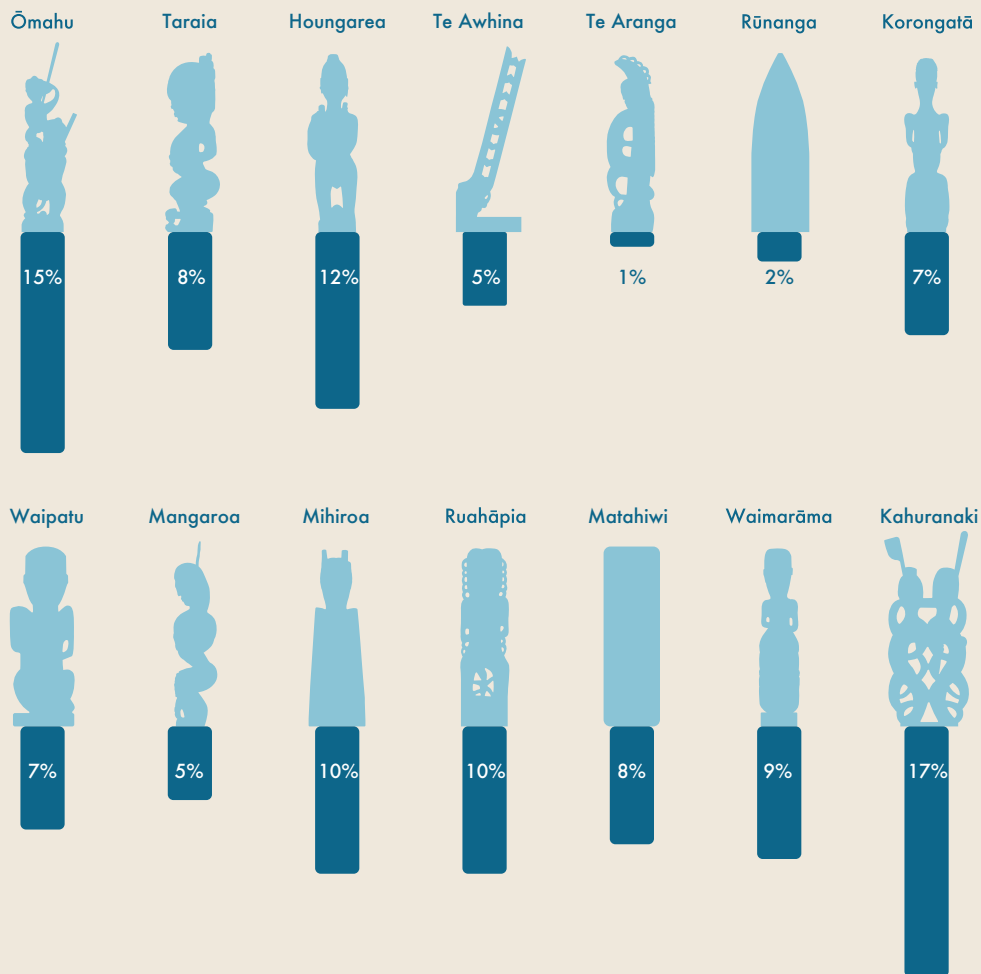 Ōmahu Taraia Houngarea Te Awhina Te Aranga Rūnanga Korongatā
15% 8% 12% 5% 1% 2% 7%
Waipatu Mangaroa Mihiroa Ruahāpia Matahiwi Waimarāma Kahuranaki
7% 5% 10% 10% 8% 9% 17%